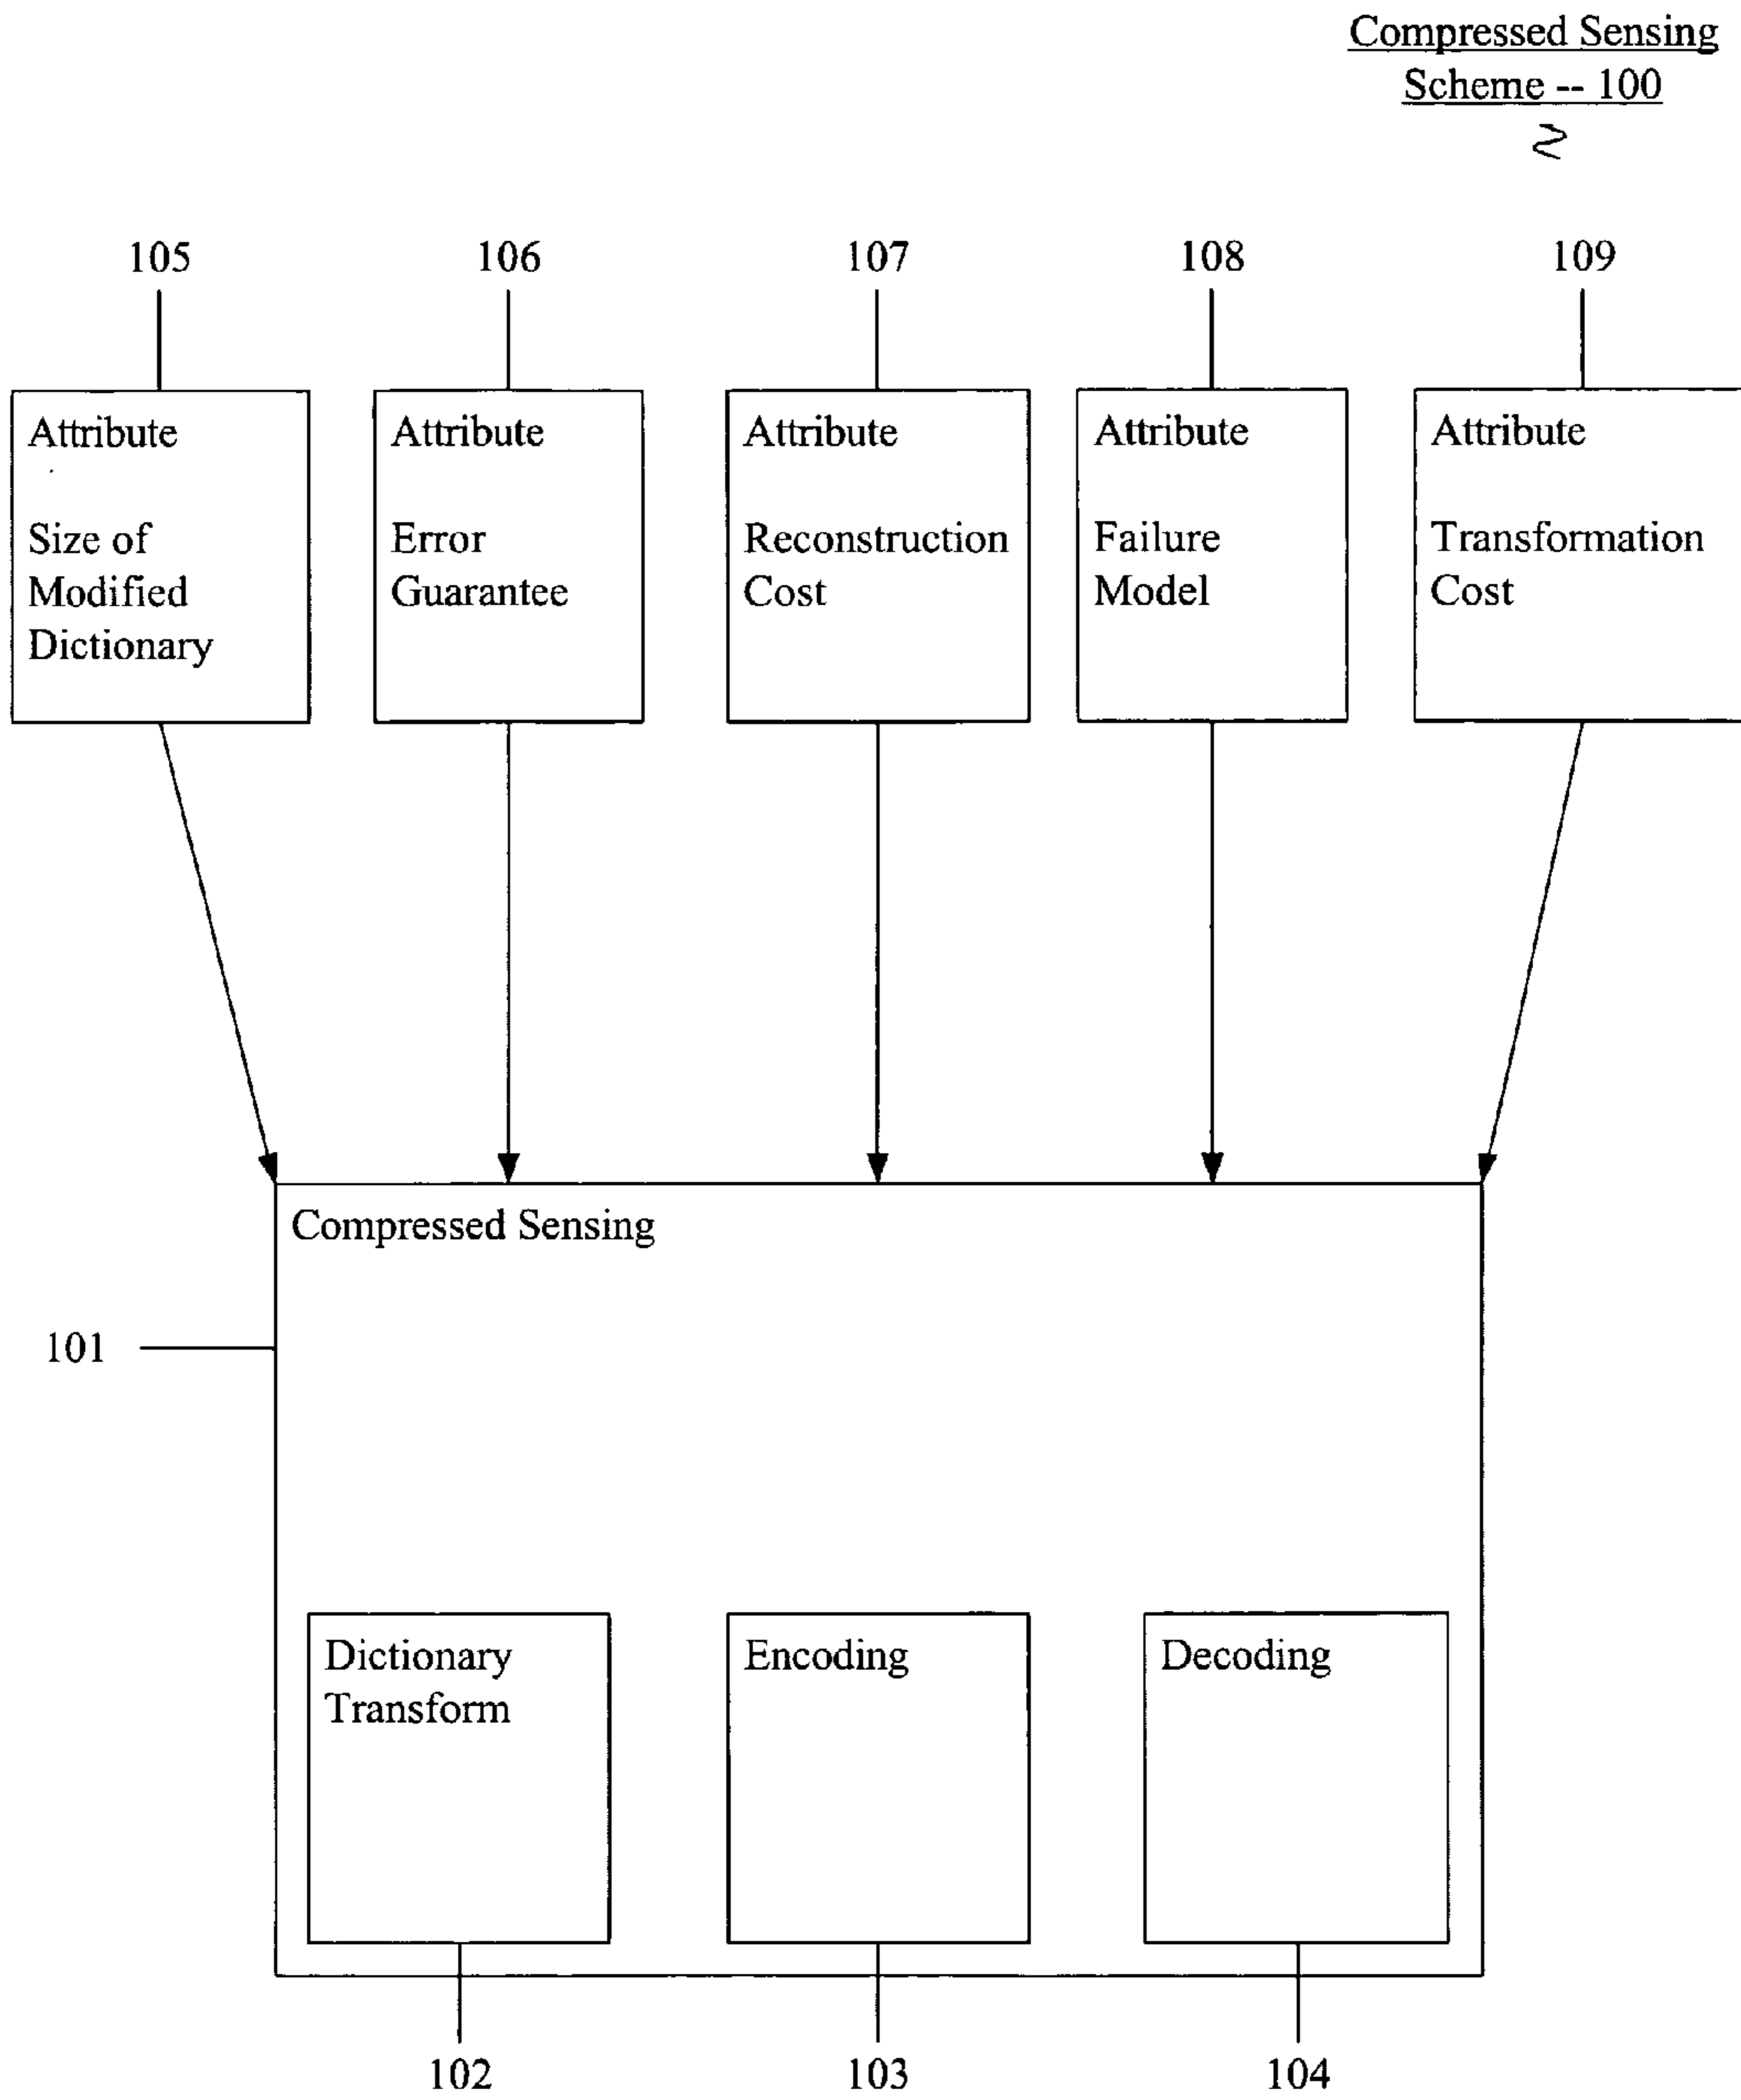 Compressed Sensing
Scheme -- 100
105
106
107
108
109
Attribute
Size of
Modified
Dictionary
Attribute
Error
Guarantee
Attribute
Reconstruction
Cost
Attribute
Failure
Model
Attribute
Transformation
Cost
Compressed Sensing
101
Dictionary
Transform
Encoding
Decoding
102
103
104